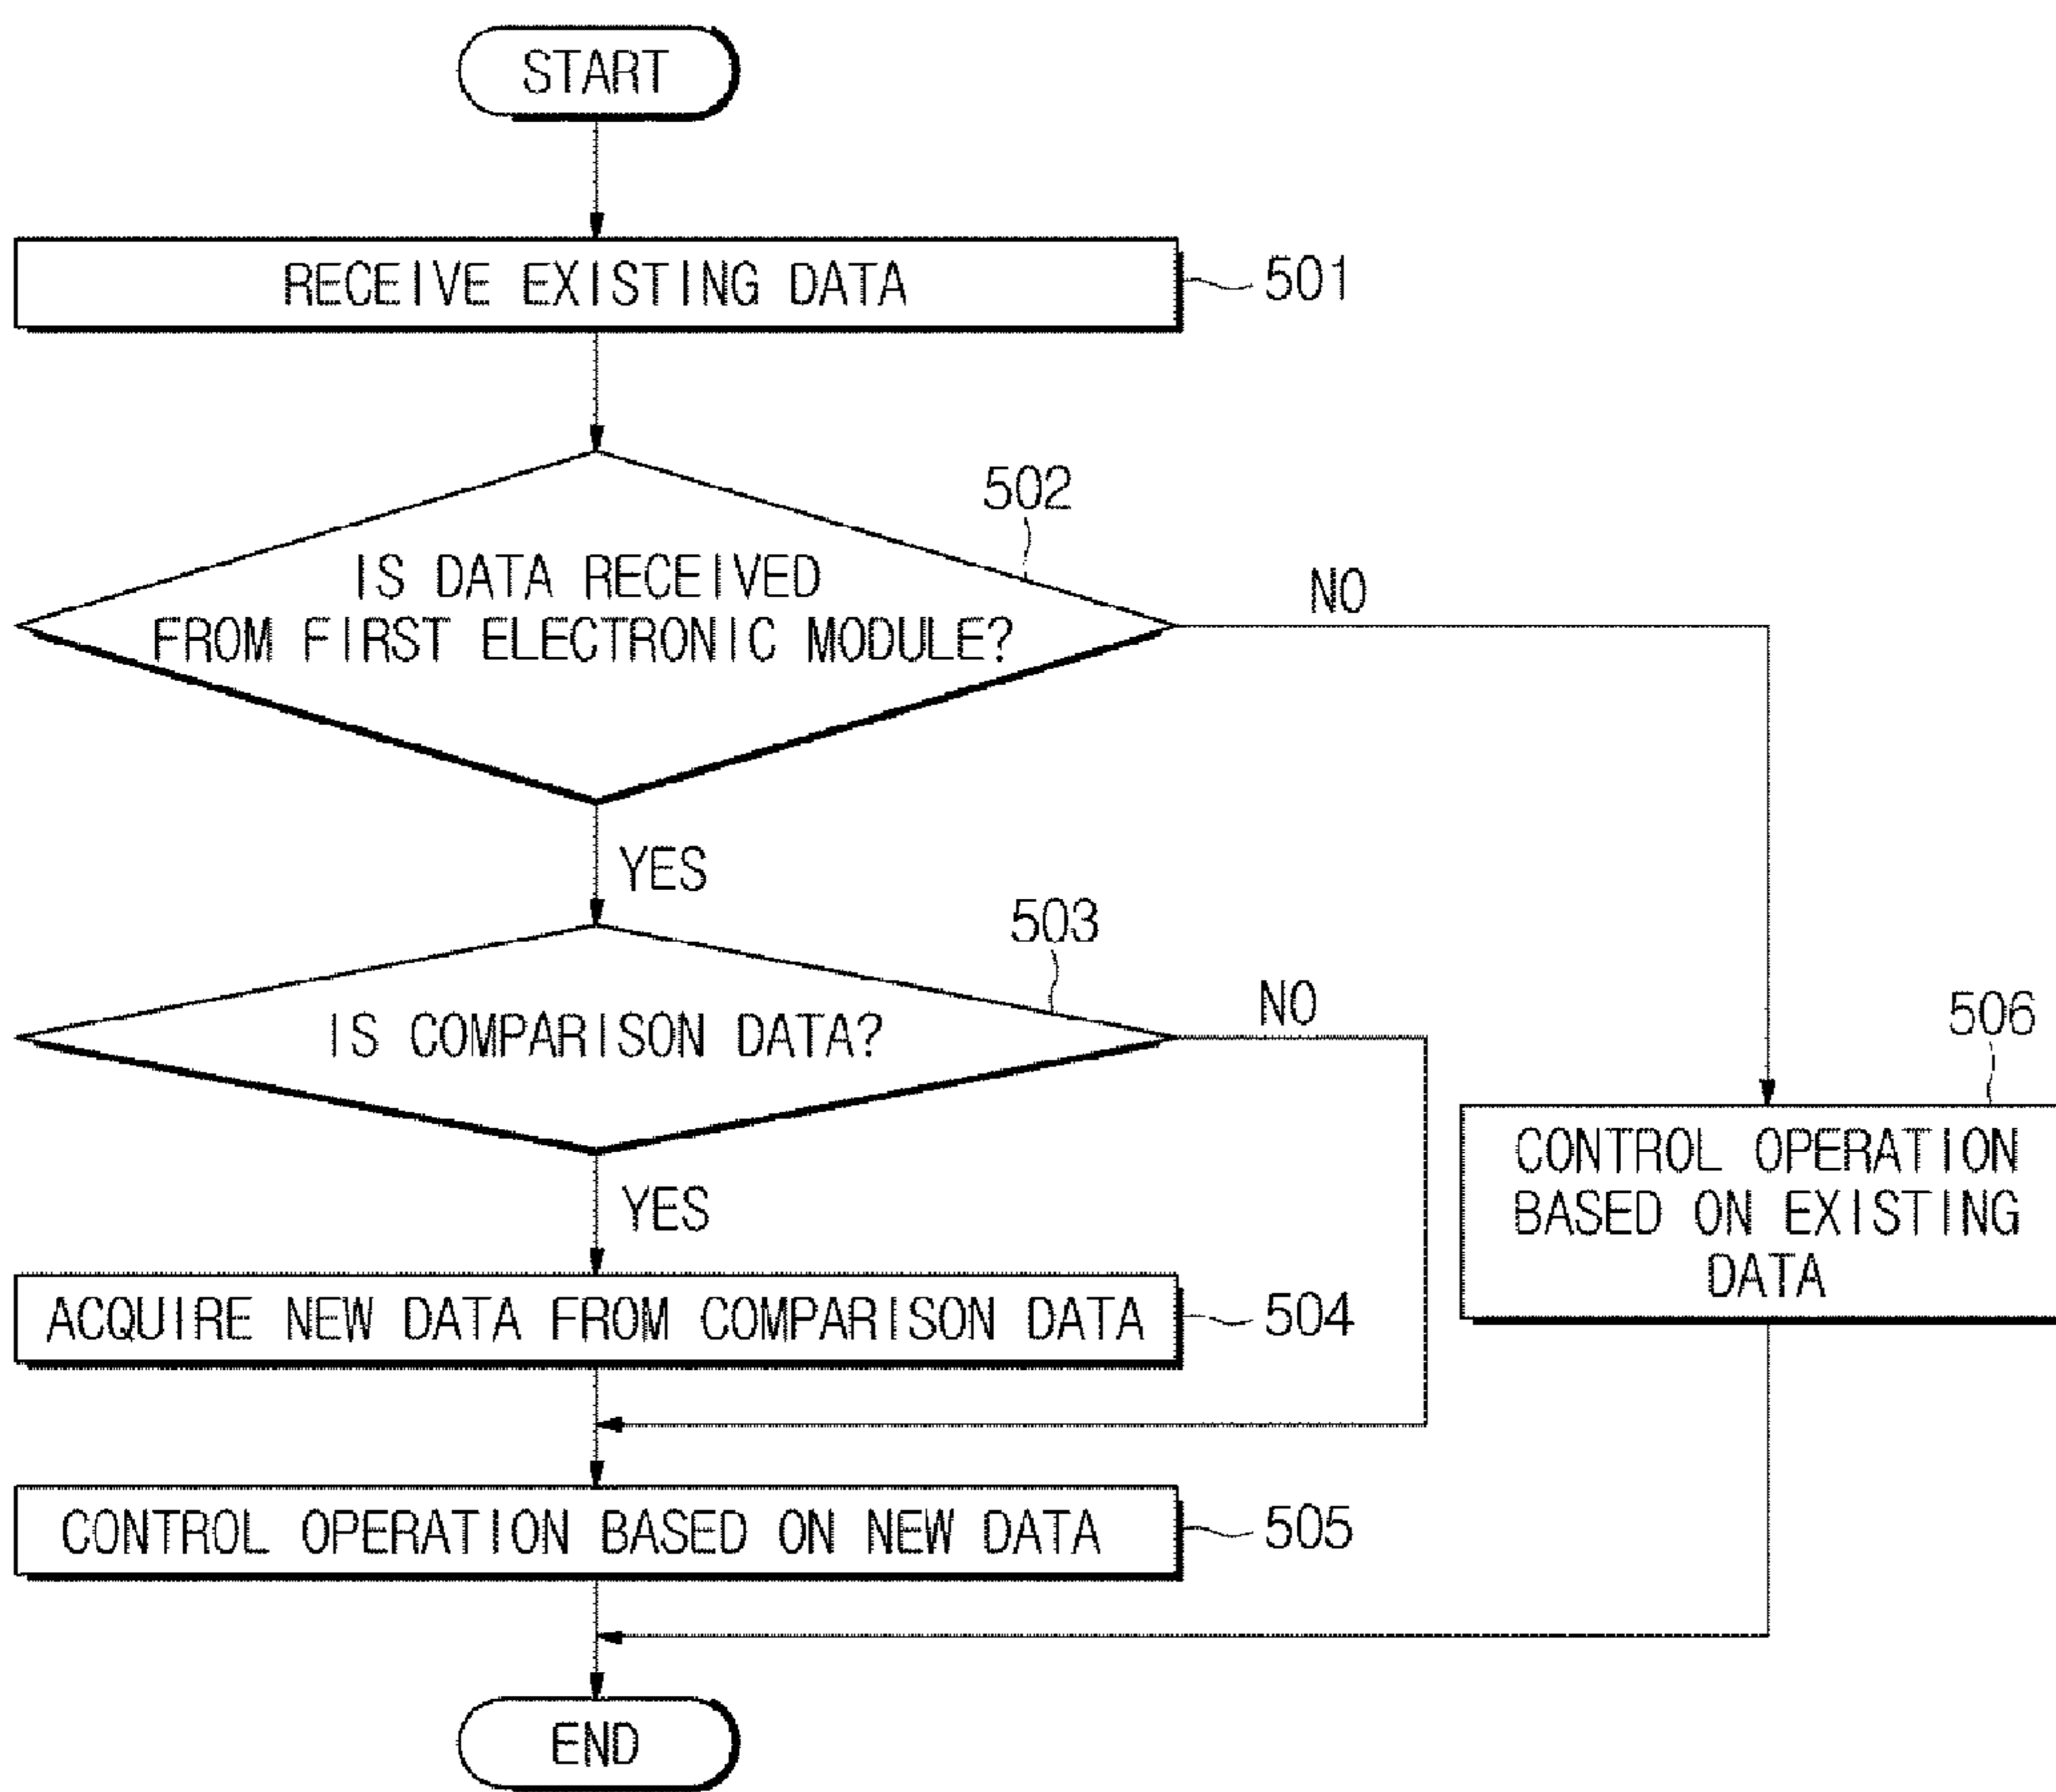 START
RECEIVE EXISTING DATA
501
502
IS DATA RECEIVED
FROM FIRST ELECTRONIC MODULE?
NO
YES
503
IS COMPARISON DATA?
NO
YES
506
CONTROL OPERATION
BASED ON EXISTING
DATA
ACQUIRE NEW DATA FROM COMPARISON DATA
504
CONTROL OPERATION BASED ON NEW DATA
505
END